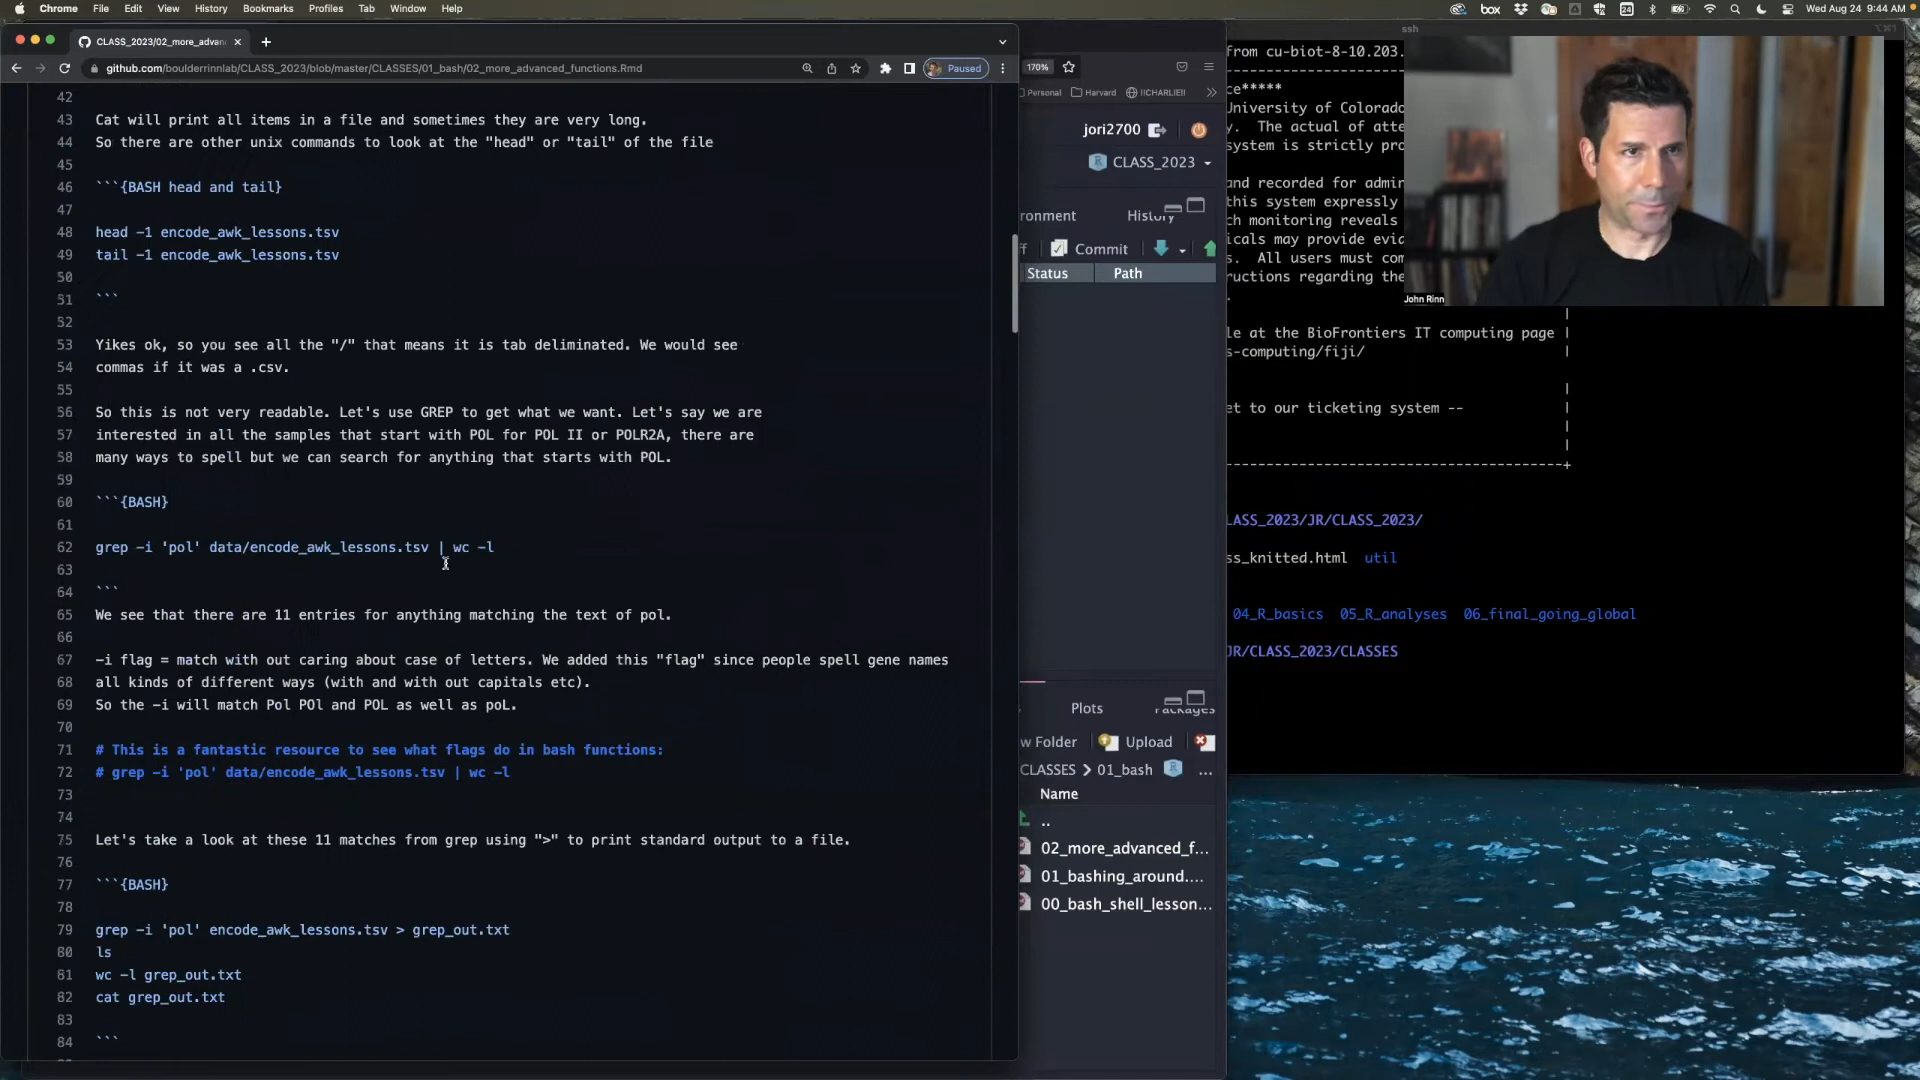 Chrome File Edit View History Bookmarks Profiles Tab Window Help
box 24 Wed Aug 24 9:44 AM
CLASS_2023/02_more_advan
github.com/boulderrinnlab/CLASS_2023/blob/master/CLASSES/01_bash/02_more_advanced_functions.Rmd
Paused
42
43 Cat will print all items in a file and sometimes they are very long.
44 So there are other unix commands to look at the "head" or "tail" of the file
45
46 ```{BASH head and tail}
47
48 head -1 encode_awk_lessons.tsv
49 tail -1 encode_awk_lessons.tsv
50
51 ```
52
53 Yikes ok, so you see all the "/" that means it is tab deliminated. We would see
54 commas if it was a .csv.
55
56 So this is not very readable. Let's use GREP to get what we want. Let's say we are
57 interested in all the samples that start with POL for POL II or POLR2A, there are
58 many ways to spell but we can search for anything that starts with POL.
59
60 ```{BASH}
61
62 grep -i 'pol' data/encode_awk_lessons.tsv | wc -l
63
64 ```
65 We see that there are 11 entries for anything matching the text of pol.
66
67 -i flag = match with out caring about case of letters. We added this "flag" since people spell gene names
68 all kinds of different ways (with and with out capitals etc).
69 So the -i will match Pol POl and POL as well as poL.
70
71 # This is a fantastic resource to see what flags do in bash functions:
72 # grep -i 'pol' data/encode_awk_lessons.tsv | wc -l
73
74
75 Let's take a look at these 11 matches from grep using ">" to print standard output to a file.
76
77 ```{BASH}
78
79 grep -i 'pol' encode_awk_lessons.tsv > grep_out.txt
80 ls
81 wc -l grep_out.txt
82 cat grep_out.txt
83
84 ```
170%
Personal Harvard !!CHARLIE!! »
jori2700
CLASS_2023
ronment History
Commit
Status Path
Plots Packages
w Folder Upload
CLASSES 01_bash ...
Name
..
02_more_advanced_f...
01_bashing_around....
00_bash_shell_lesson...
ssh
from cu-biot-8-10.203.
ce*****
University of Colorado
y. The actual of atte
system is strictly pro
and recorded for admin
this system expressly
ch monitoring reveals
icals may provide evid
s. All users must com
ructions regarding the
.
John Rinn
le at the BioFrontiers IT computing page |
s-computing/fiji/ |
et to our ticketing system -- |
LASS_2023/JR/CLASS_2023/
ss_knitted.html util
04_R_basics 05_R_analyses 06_final_going_global
JR/CLASS_2023/CLASSES